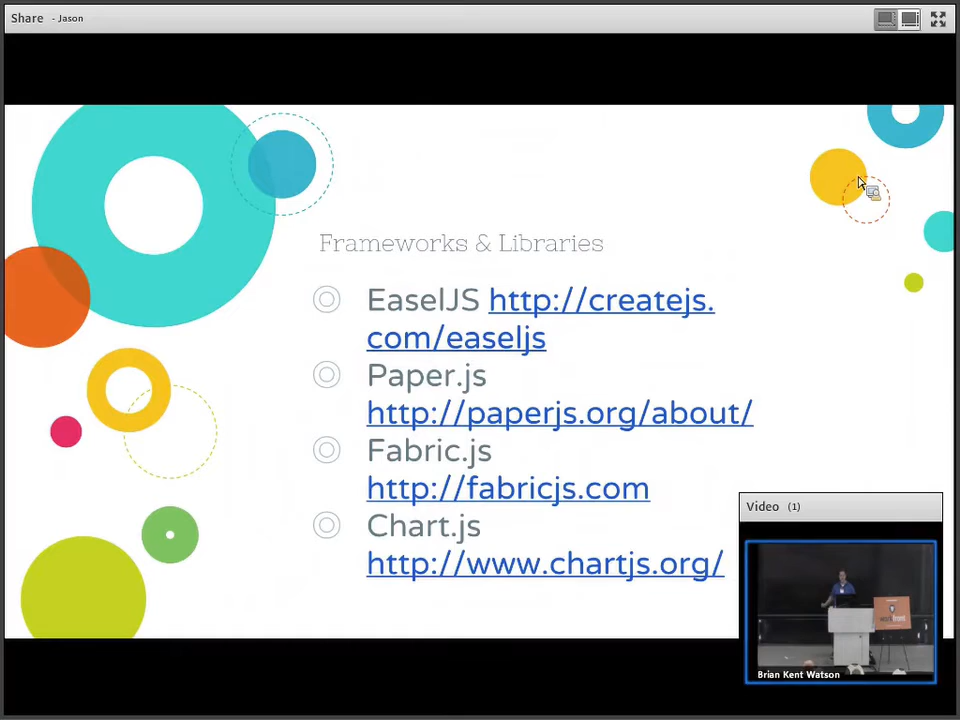 Share - Jason
Frameworks & Libraries
EaselJS http://createjs.
com/easeljs
Paper.js
http://paperjs.org/about/
Fabric.js
http://fabricjs.com
Chart.js
http://www.chartjs.org/
Video (1)
Brian Kent Watson